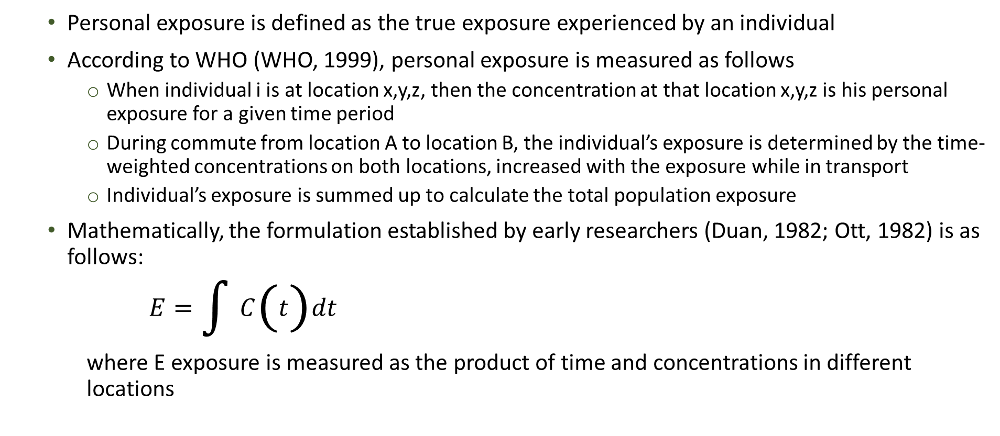 • Personal exposure is defined as the true exposure experienced by an individual
• According to WHO (WHO, 1999), personal exposure is measured as follows
o When individual i is at location x,y,z, then the concentration at that location x,y,z is his personal
exposure for a given time period
o During commute from location A to location B, the individual’s exposure is determined by the time-
weighted concentrations on both locations, increased with the exposure while in transport
o Individual’s exposure is summed up to calculate the total population exposure
• Mathematically, the formulation established by early researchers (Duan, 1982; Ott, 1982) is as
follows:
E = ∫ C(t)dt
where E exposure is measured as the product of time and concentrations in different
locations